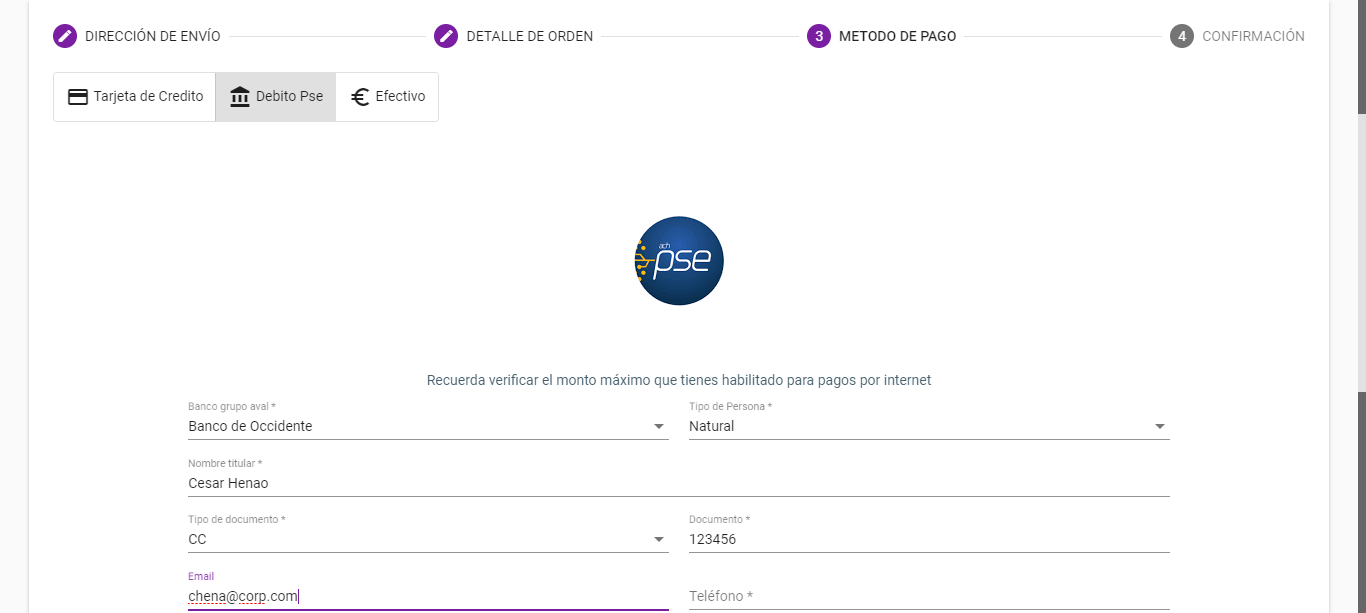 DIRECCIÓN DE ENVÍO
DETALLE DE ORDEN
3 METODO DE PAGO
4 CONFIRMACIÓN
Tarjeta de Credito
Debito Pse
Efectivo
ach
pse
Recuerda verificar el monto máximo que tienes habilitado para pagos por internet
Banco grupo aval *
Banco de Occidente
Tipo de Persona *
Natural
Nombre titular *
Cesar Henao
Tipo de documento *
CC
Documento *
123456
Email
chena@corp.com
Teléfono *